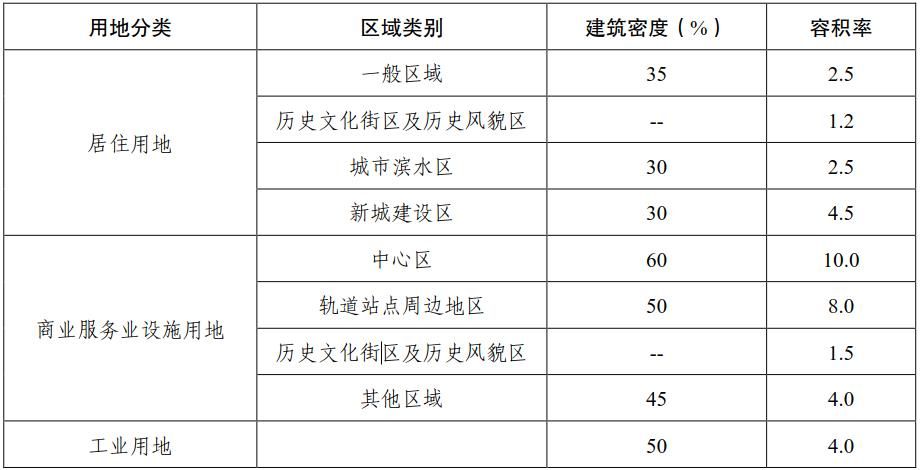 用地分类 区域类别 建筑密度（%） 容积率
居住用地 一般区域 35 2.5
历史文化街区及历史风貌区 -- 1.2
城市滨水区 30 2.5
新城建设区 30 4.5
商业服务业设施用地 中心区 60 10.0
轨道站点周边地区 50 8.0
历史文化街区及历史风貌区 -- 1.5
其他区域 45 4.0
工业用地 50 4.0